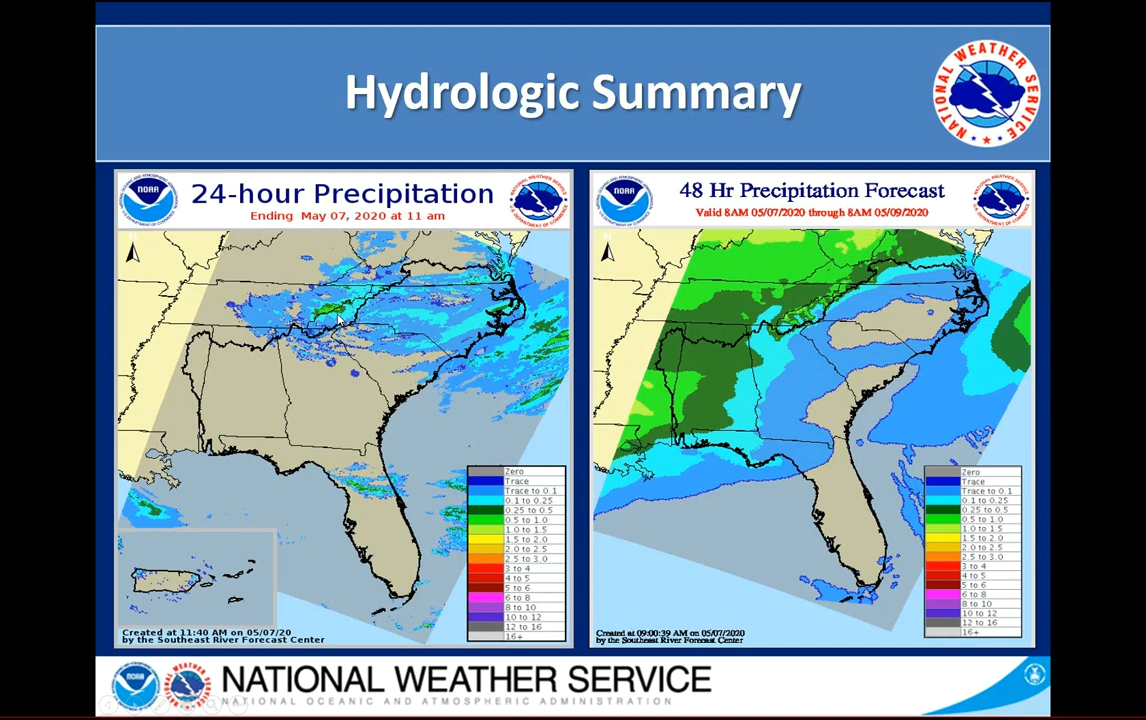 Hydrologic Summary
NATIONAL WEATHER SERVICE
NOAA
24-hour Precipitation
Ending May 07, 2020 at 11 am
Zero
Trace
Trace to 0.1
0.1 to 0.25
0.25 to 0.5
0.5 to 1.0
1.0 to 1.5
1.5 to 2.0
2.0 to 2.5
2.5 to 3.0
3 to 4
4 to 5
5 to 6
6 to 8
8 to 10
10 to 12
12 to 16
16+
Created at 11:40 AM on 05/07/20
by the Southeast River Forecast Center
NOAA
48 Hr Precipitation Forecast
Valid 8AM 05/07/2020 through 8AM 05/09/2020
Zero
Trace
Trace to 0.1
0.1 to 0.25
0.25 to 0.5
0.5 to 1.0
1.0 to 1.5
1.5 to 2.0
2.0 to 2.5
2.5 to 3.0
3 to 4
4 to 5
5 to 6
6 to 8
8 to 10
10 to 12
12 to 16
16+
Created at 09:00:39 AM on 05/07/2020
by the Southeast River Forecast Center
NATIONAL WEATHER SERVICE
NATIONAL OCEANIC AND ATMOSPHERIC ADMINISTRATION